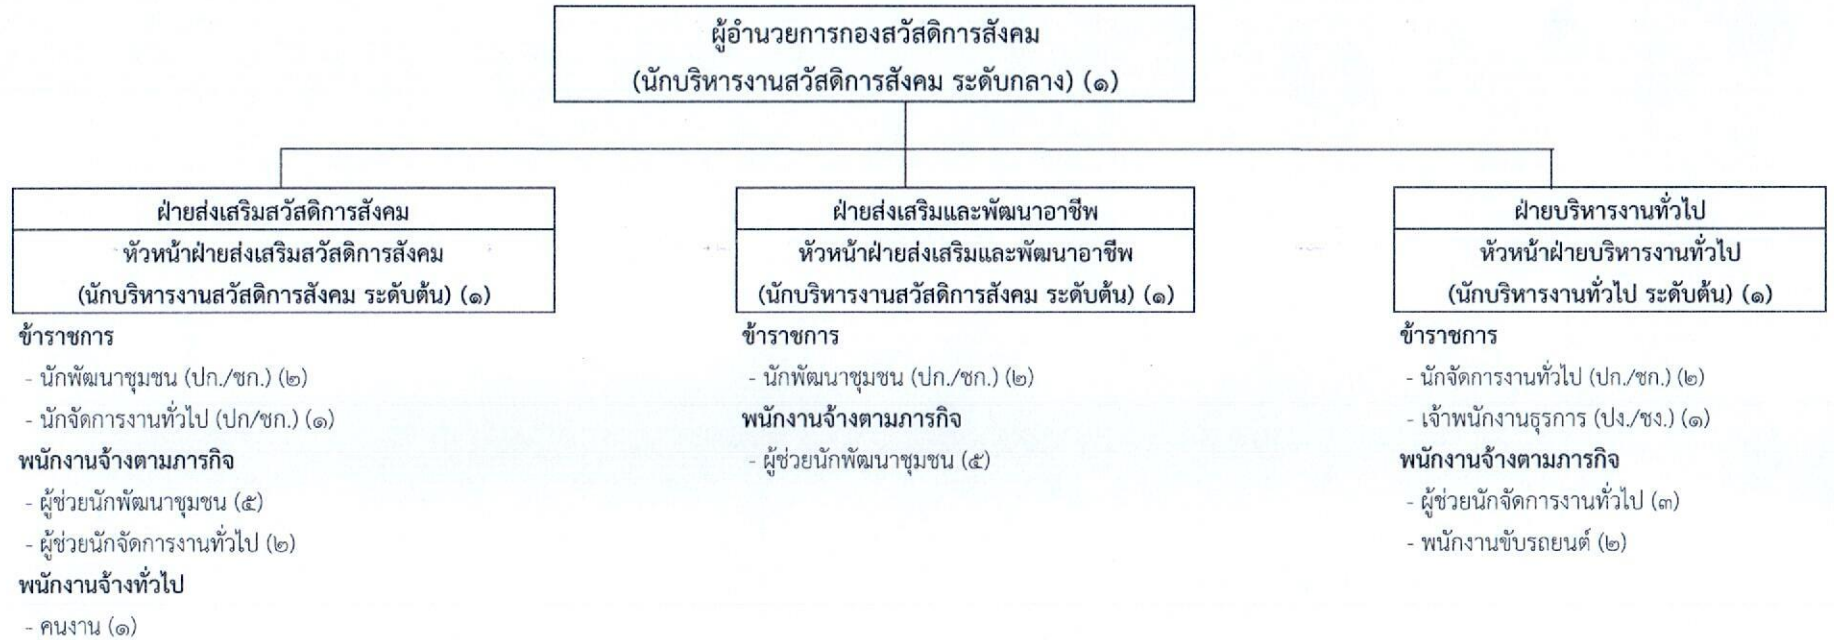 ผู้อำนวยการกองสวัสดิการสังคม
(นักบริหารงานสวัสดิการสังคม ระดับกลาง) (๑)
ฝ่ายส่งเสริมสวัสดิการสังคม
หัวหน้าฝ่ายส่งเสริมสวัสดิการสังคม
(นักบริหารงานสวัสดิการสังคม ระดับต้น) (๑)
ข้าราชการ
- นักพัฒนาชุมชน (ปก./ชก.) (๒)
- นักจัดการงานทั่วไป (ปก/ชก.) (๑)
พนักงานจ้างตามภารกิจ
- ผู้ช่วยนักพัฒนาชุมชน (๕)
- ผู้ช่วยนักจัดการงานทั่วไป (๒)
พนักงานจ้างทั่วไป
- คนงาน (๑)
ฝ่ายส่งเสริมและพัฒนาอาชีพ
หัวหน้าฝ่ายส่งเสริมและพัฒนาอาชีพ
(นักบริหารงานสวัสดิการสังคม ระดับต้น) (๑)
ข้าราชการ
- นักพัฒนาชุมชน (ปก./ชก.) (๒)
พนักงานจ้างตามภารกิจ
- ผู้ช่วยนักพัฒนาชุมชน (๕)
ฝ่ายบริหารงานทั่วไป
หัวหน้าฝ่ายบริหารงานทั่วไป
(นักบริหารงานทั่วไป ระดับต้น) (๑)
ข้าราชการ
- นักจัดการงานทั่วไป (ปก./ชก.) (๒)
- เจ้าพนักงานธุรการ (ปง./ชง.) (๑)
พนักงานจ้างตามภารกิจ
- ผู้ช่วยนักจัดการงานทั่วไป (๓)
- พนักงานขับรถยนต์ (๒)